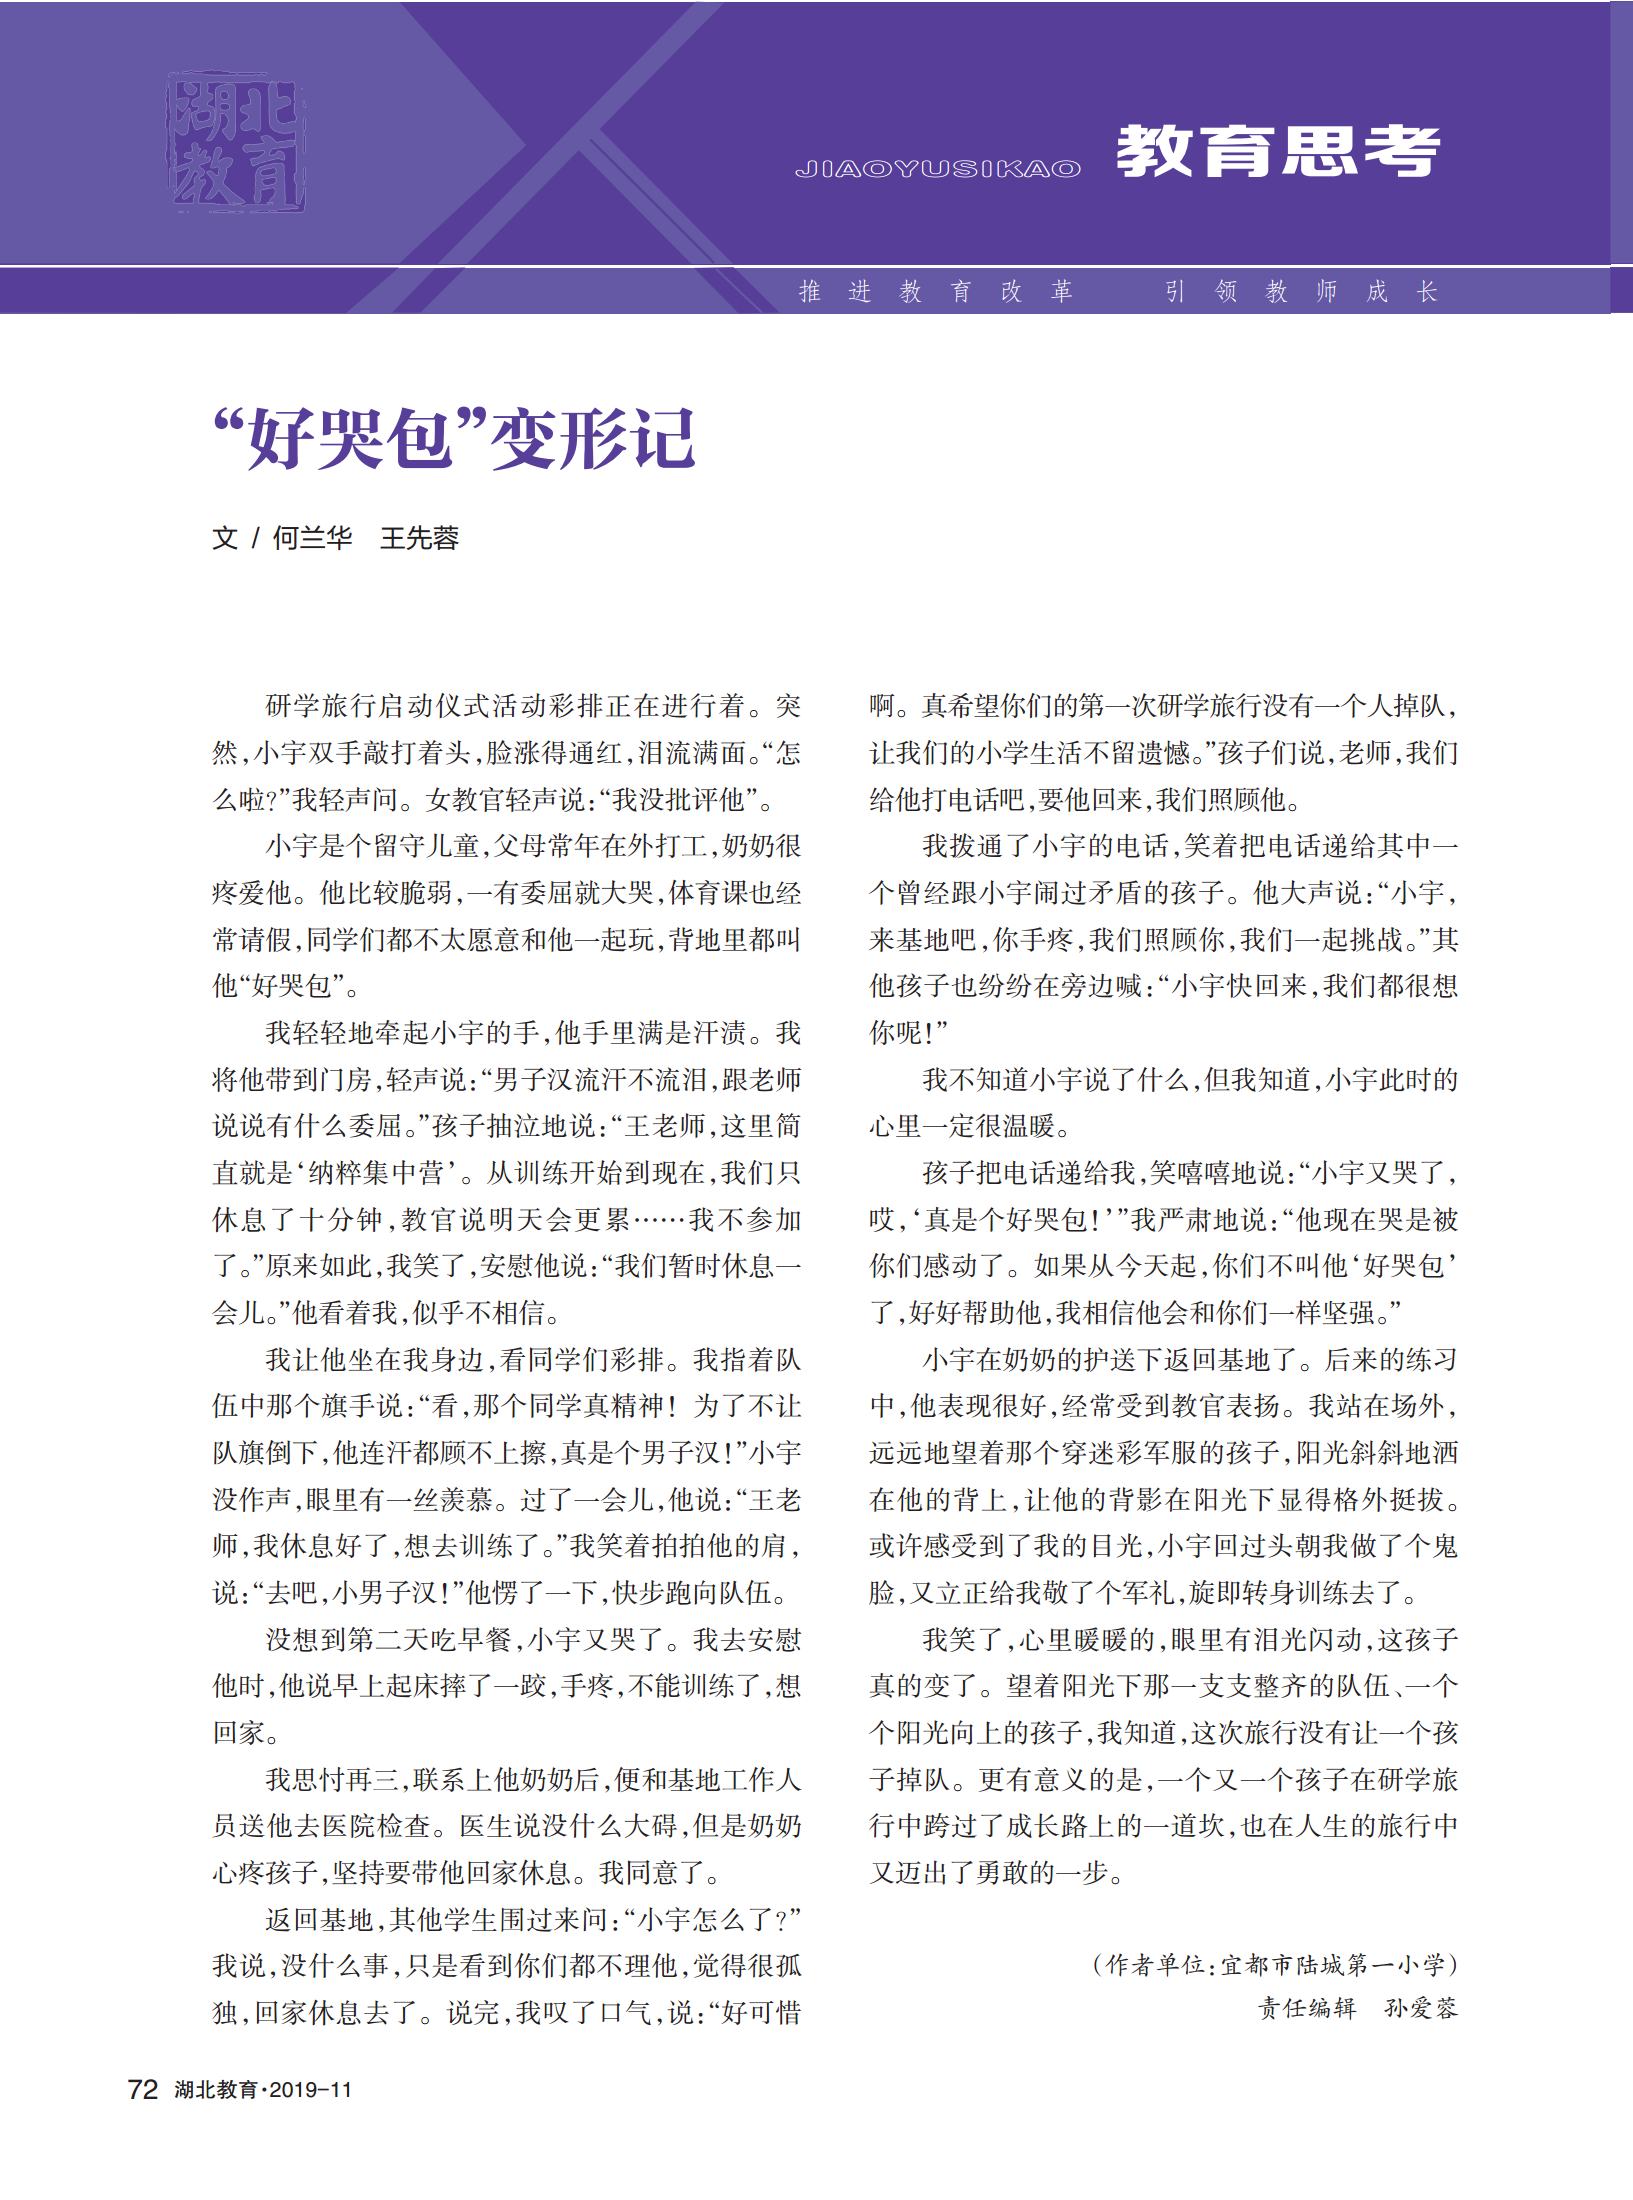 湖北
教育
JIAOYUSIKAO 教育思考
推进教育改革 引领教师成长
“好哭包”变形记
文 / 何兰华 王先蓉
研学旅行启动仪式活动彩排正在进行着。突
然,小宇双手敲打着头,脸涨得通红,泪流满面。“怎
么啦?”我轻声问。女教官轻声说:“我没批评他”。
小宇是个留守儿童,父母常年在外打工,奶奶很
疼爱他。他比较脆弱,一有委屈就大哭,体育课也经
常请假,同学们都不太愿意和他一起玩,背地里都叫
他“好哭包”。
我轻轻地牵起小宇的手,他手里满是汗渍。我
将他带到门房,轻声说:“男子汉流汗不流泪,跟老师
说说有什么委屈。”孩子抽泣地说:“王老师,这里简
直就是‘纳粹集中营’。从训练开始到现在,我们只
休息了十分钟,教官说明天会更累……我不参加
了。”原来如此,我笑了,安慰他说:“我们暂时休息一
会儿。”他看着我,似乎不相信。
我让他坐在我身边,看同学们彩排。我指着队
伍中那个旗手说:“看,那个同学真精神! 为了不让
队旗倒下,他连汗都顾不上擦,真是个男子汉!”小宇
没作声,眼里有一丝羡慕。过了一会儿,他说:“王老
师,我休息好了,想去训练了。”我笑着拍拍他的肩,
说:“去吧,小男子汉!”他愣了一下,快步跑向队伍。
没想到第二天吃早餐,小宇又哭了。我去安慰
他时,他说早上起床摔了一跤,手疼,不能训练了,想
回家。
我思忖再三,联系上他奶奶后,便和基地工作人
员送他去医院检查。医生说没什么大碍,但是奶奶
心疼孩子,坚持要带他回家休息。我同意了。
返回基地,其他学生围过来问:“小宇怎么了?”
我说,没什么事,只是看到你们都不理他,觉得很孤
独,回家休息去了。说完,我叹了口气,说:“好可惜
啊。真希望你们的第一次研学旅行没有一个人掉队,
让我们的小学生活不留遗憾。”孩子们说,老师,我们
给他打电话吧,要他回来,我们照顾他。
我拨通了小宇的电话,笑着把电话递给其中一
个曾经跟小宇闹过矛盾的孩子。他大声说:“小宇,
来基地吧,你手疼,我们照顾你,我们一起挑战。”其
他孩子也纷纷在旁边喊:“小宇快回来,我们都很想
你呢!”
我不知道小宇说了什么,但我知道,小宇此时的
心里一定很温暖。
孩子把电话递给我,笑嘻嘻地说:“小宇又哭了,
哎,‘真是个好哭包!’”我严肃地说:“他现在哭是被
你们感动了。如果从今天起,你们不叫他‘好哭包’
了,好好帮助他,我相信他会和你们一样坚强。”
小宇在奶奶的护送下返回基地了。后来的练习
中,他表现很好,经常受到教官表扬。我站在场外,
远远地望着那个穿迷彩军服的孩子,阳光斜斜地洒
在他的背上,让他的背影在阳光下显得格外挺拔。
或许感受到了我的目光,小宇回过头朝我做了个鬼
脸,又立正给我敬了个军礼,旋即转身训练去了。
我笑了,心里暖暖的,眼里有泪光闪动,这孩子
真的变了。望着阳光下那一支支整齐的队伍、一个
个阳光向上的孩子,我知道,这次旅行没有让一个孩
子掉队。更有意义的是,一个又一个孩子在研学旅
行中跨过了成长路上的一道坎,也在人生的旅行中
又迈出了勇敢的一步。
(作者单位:宜都市陆城第一小学)
责任编辑 孙爱蓉
72 湖北教育·2019-11